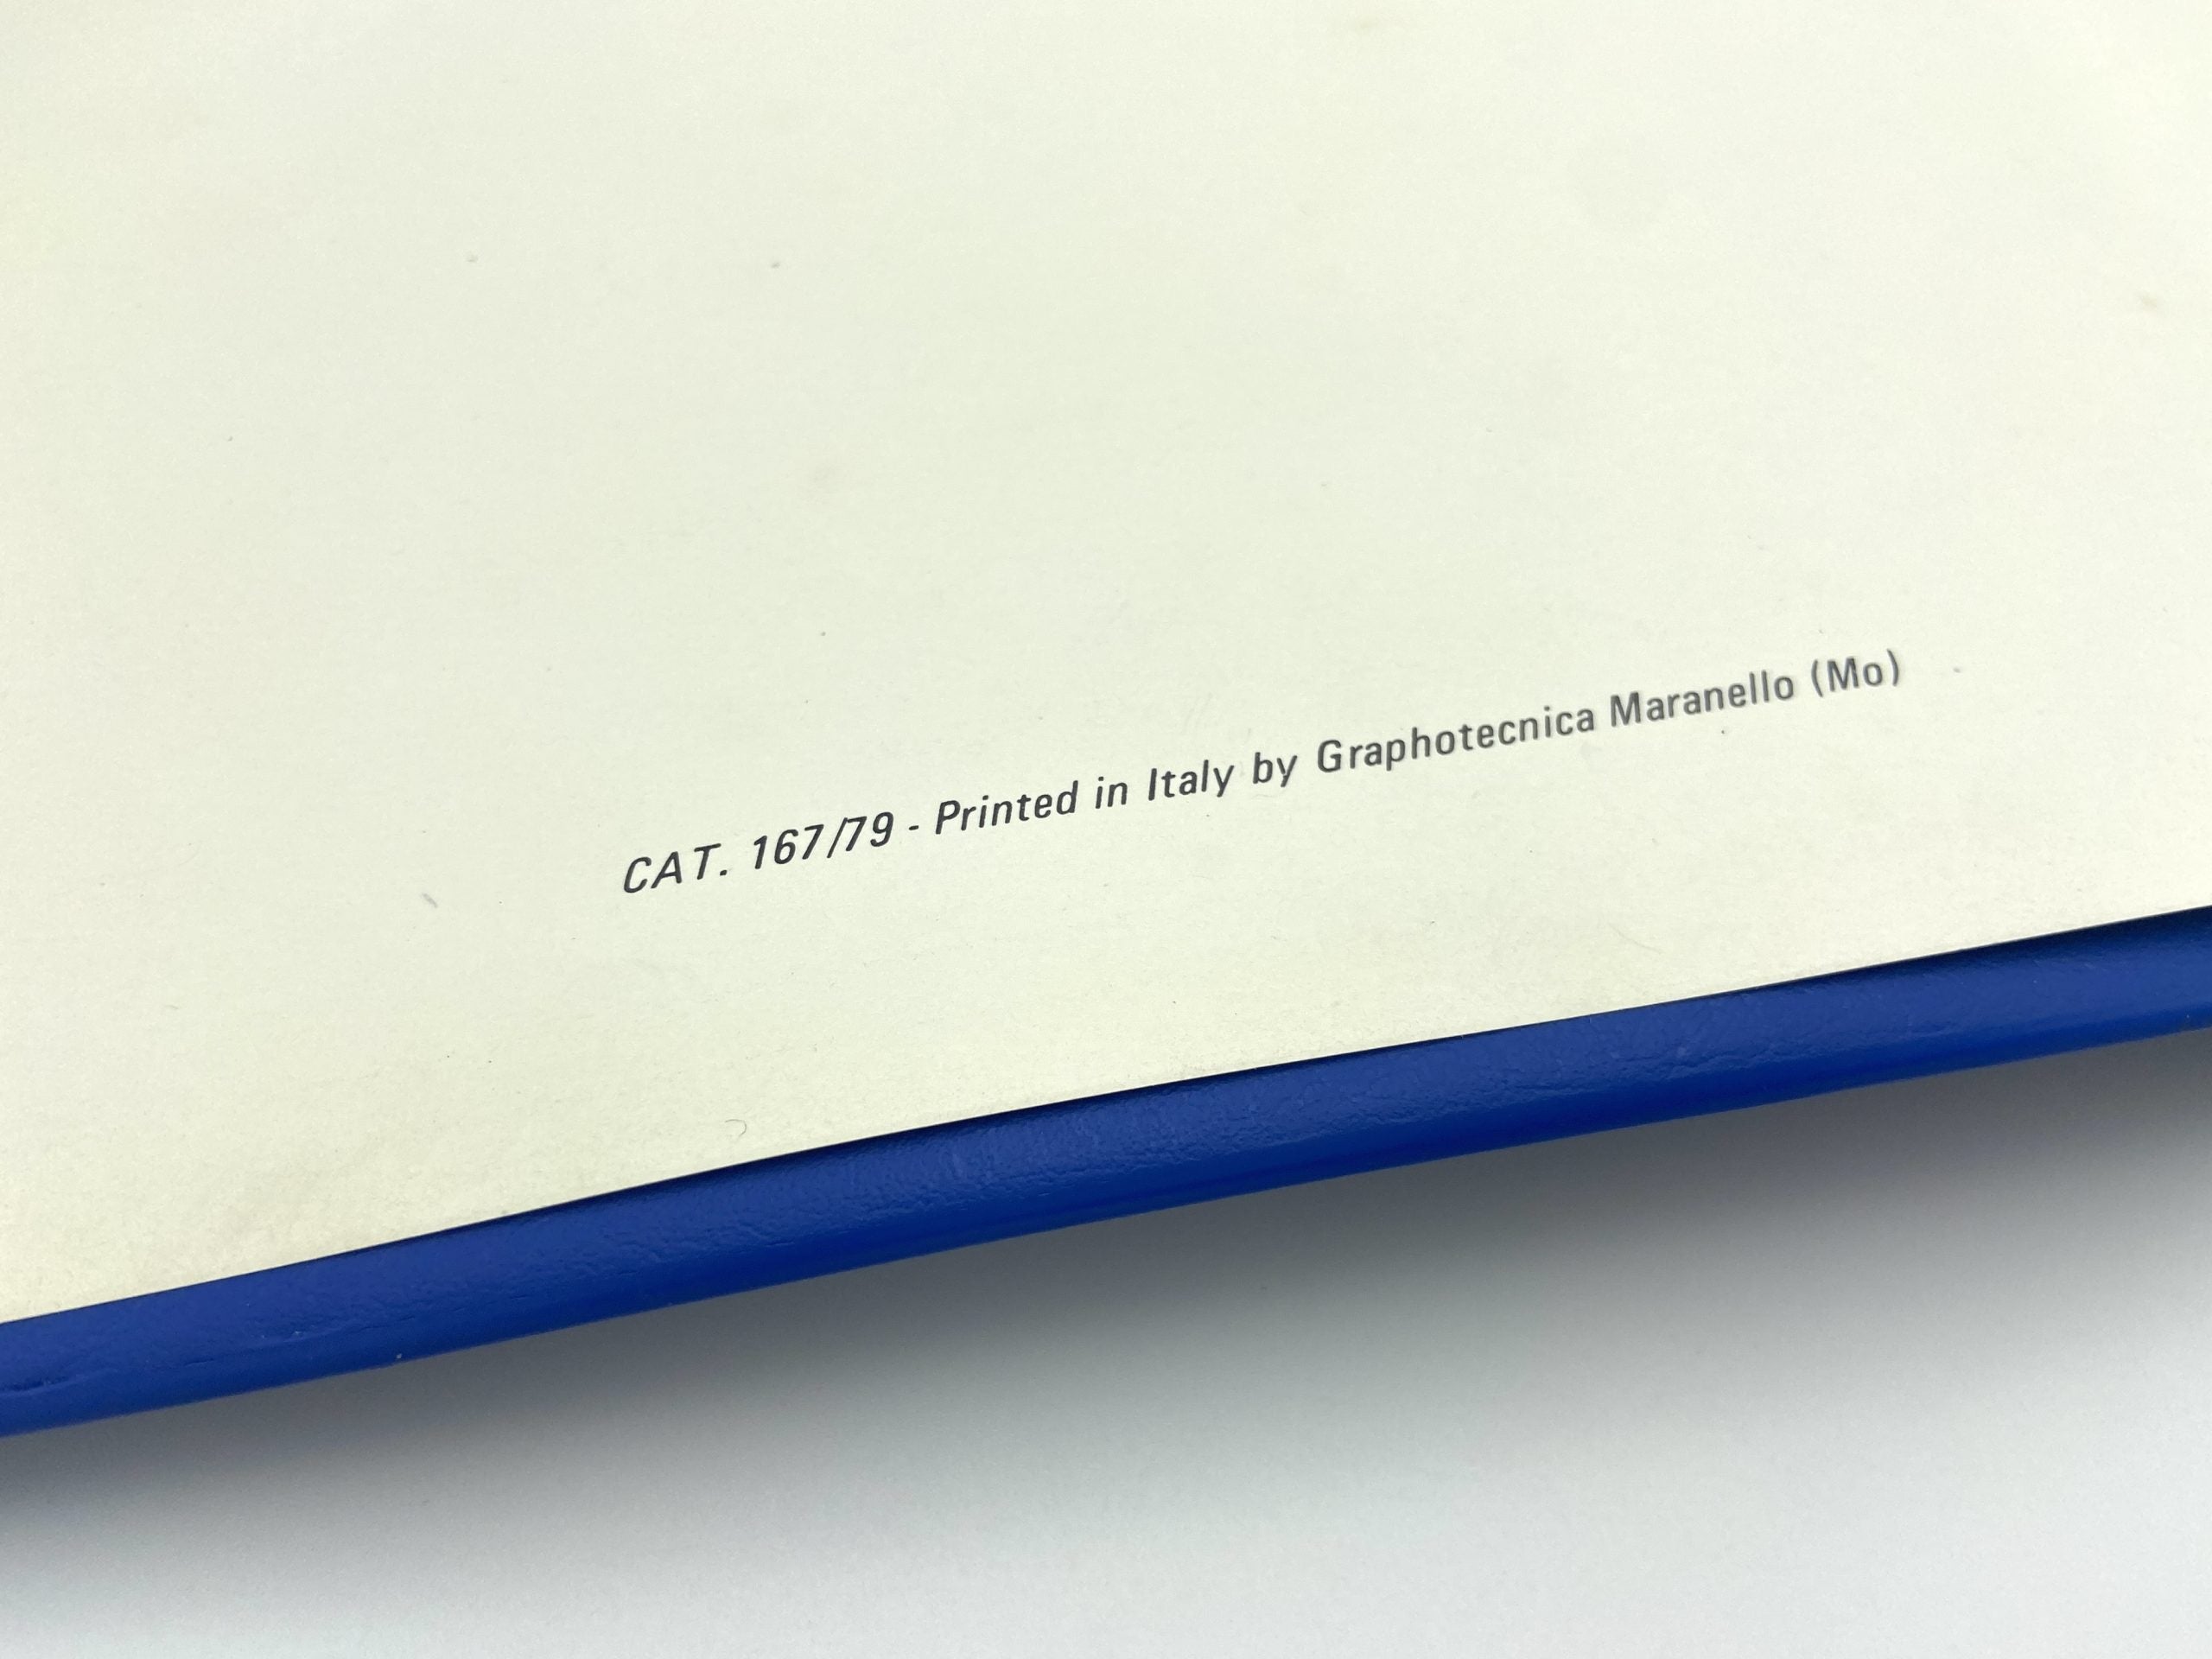 CAT. 167/79 - Printed in Italy by Graphotecnica Maranello (Mo)